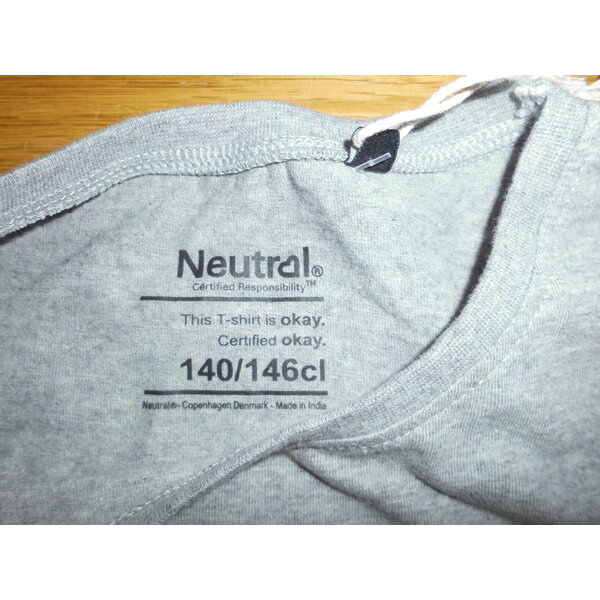 Neutral®
Certified Responsibility™
This T-shirt is okay.
Certified okay.
140/146cl
Neutral® - Copenhagen Denmark - Made in India